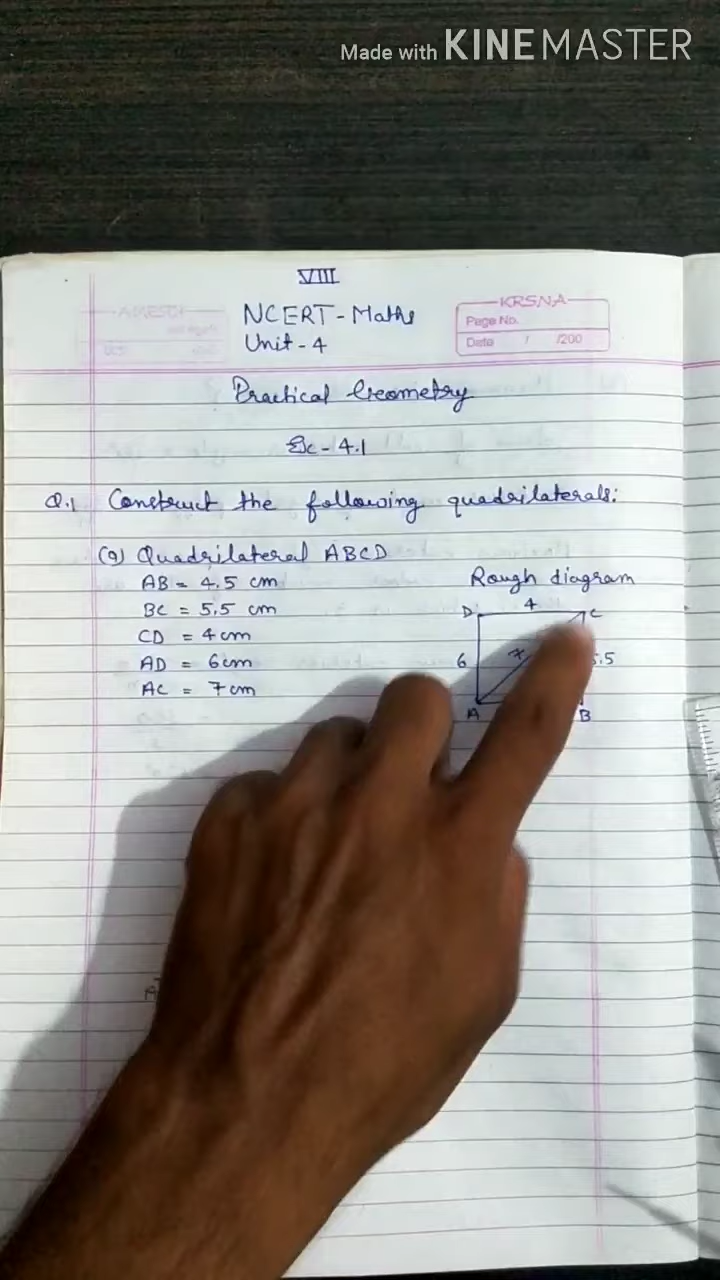 Made with KINEMASTER
VIII
NCERT - Maths
Unit - 4
KRSNA
Page No.
Date / /200
Practical Geometry
Ex - 4.1
Q.1 Construct the following quadrilaterals:
(a) Quadrilateral ABCD
AB = 4.5 cm
BC = 5.5 cm
CD = 4 cm
AD = 6 cm
AC = 7 cm
Rough diagram
D 4 C
6 7 5.5
A B
A